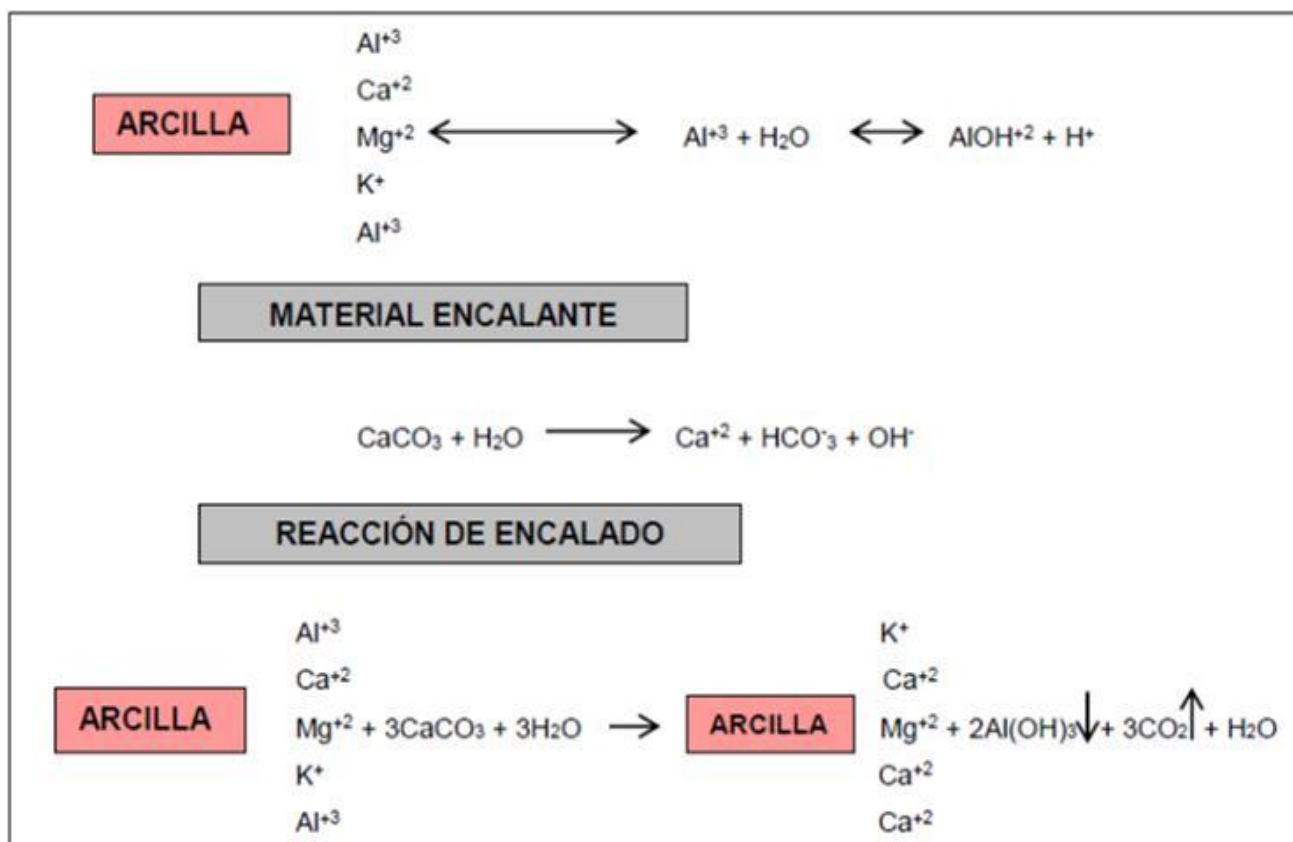 Al⁺³
Ca⁺²
ARCILLA Mg⁺² ⟷ Al⁺³ + H₂O ⟷ AlOH⁺² + H⁺
K⁺
Al⁺³
MATERIAL ENCALANTE
CaCO₃ + H₂O ⟶ Ca⁺² + HCO⁻₃ + OH⁻
REACCIÓN DE ENCALADO
Al⁺³ K⁺
Ca⁺² Ca⁺²
ARCILLA Mg⁺² + 3CaCO₃ + 3H₂O → ARCILLA Mg⁺² + 2Al(OH)₃↓ + 3CO₂↑ + H₂O
K⁺ Ca⁺²
Al⁺³ Ca⁺²